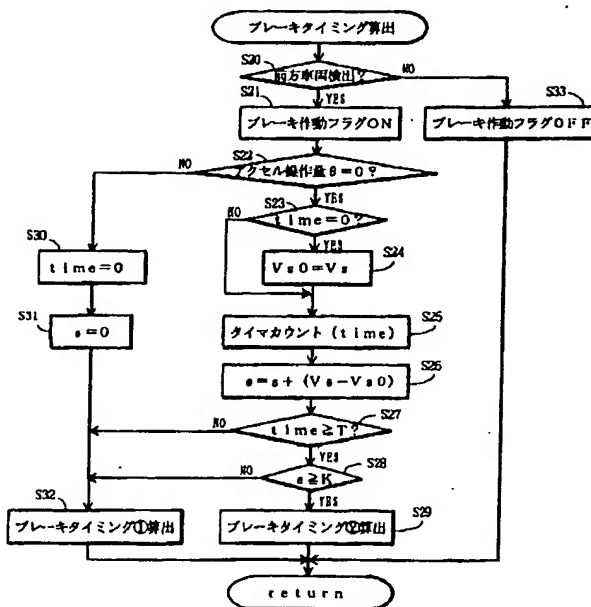 ブレーキタイミング算出
S20
前方車両検出?
NO
S21
YES
S33
ブレーキ作動フラグON
ブレーキ作動フラグOFF
S22
NO
アクセル操作量θ=0?
S23
YES
NO
time=0?
S30
YES
S24
time=0
Vs0=Vs
S31
S25
s=0
タイマカウント(time)
S26
s=s+(Vs-Vs0)
S27
NO
time≧T?
YES
S28
NO
s≧K
S32
YES
ブレーキタイミング①算出
ブレーキタイミング②算出
S29
return